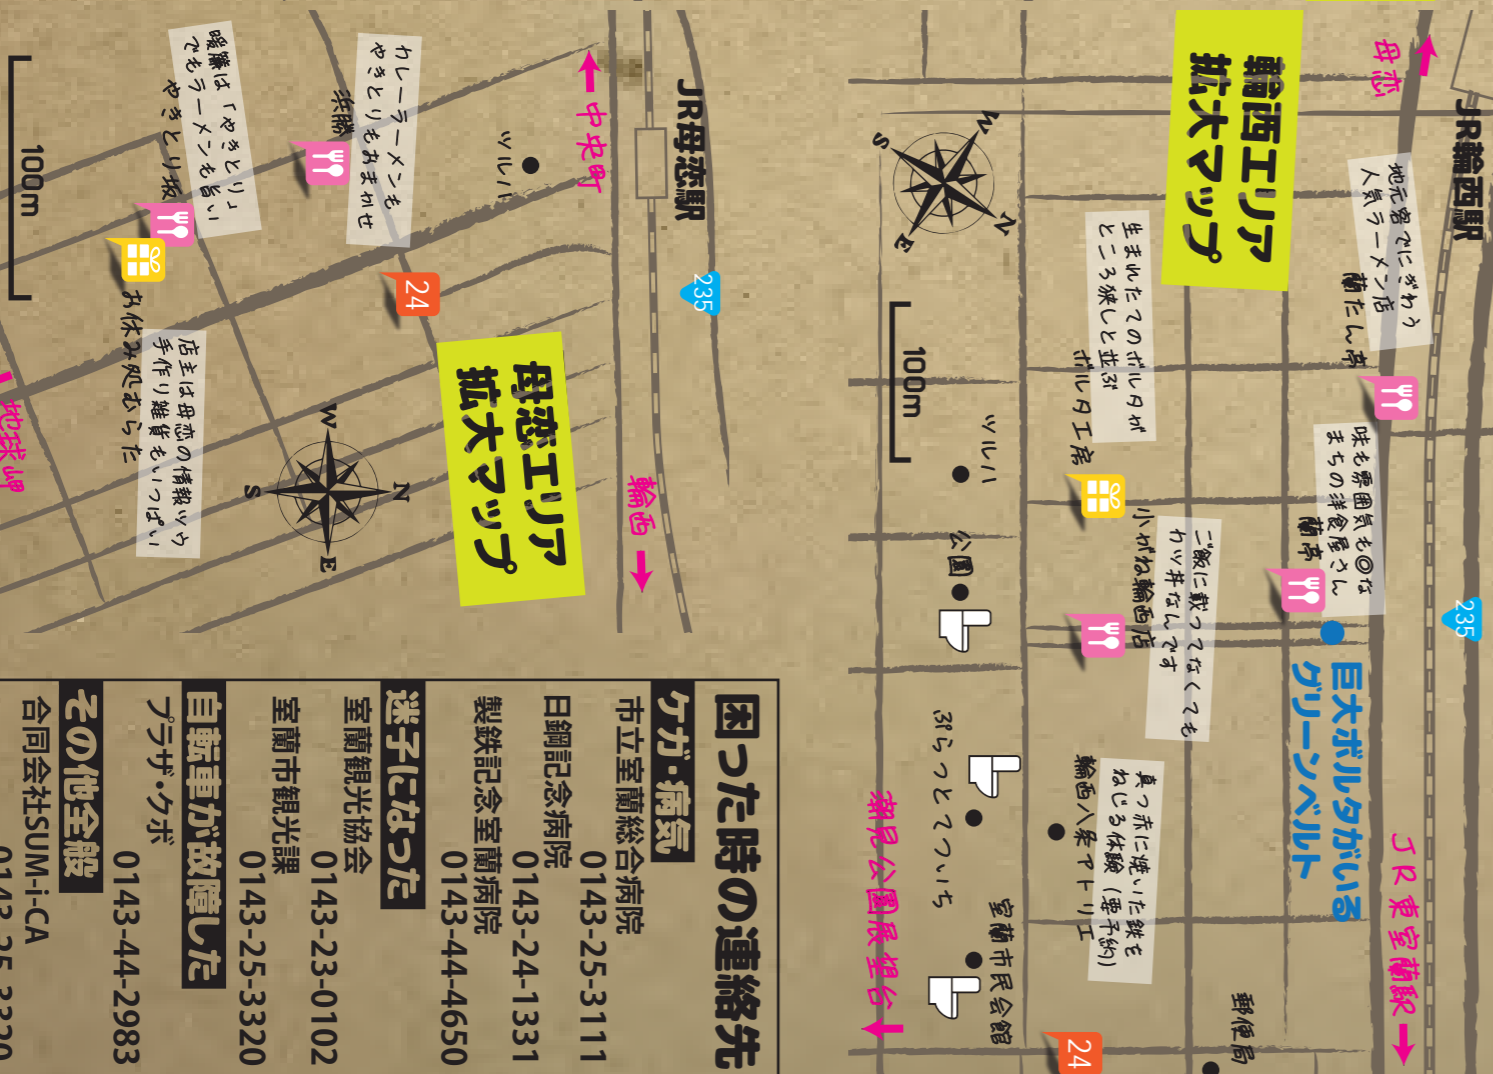 輪西エリア
拡大マップ
母恋
JR輪西駅
地元客でにぎわう
人気ラーメン店
蘭たん亭
味も雰囲気も◎な
まちの洋食屋さん
蘭亭
235
巨大ボルタがいる
グリーンベルト
JR東室蘭駅
生まれたてのボルタが
ところ狭しと並ぶ
ボルタ工房
ご飯に載ってなくても
カツ丼なんです
小がね輪西店
真っ赤に焼いた鉄を
ねじる体験（要予約）
輪西八条アトリエ
郵便局
24
W
N
S
E
100m
ツルハ
公園
ぷらっとてついち
室蘭市民会館
潮見公園展望台
JR母恋駅
235
中央町
ツルハ
カレーラーメンも
やきとりもおまかせ
浜勝
暖簾は「やきとり」
でもラーメンも旨い
やきとり坂
100m
24
母恋エリア
拡大マップ
輪西
W
N
S
E
店主は母恋の情報ツウ
手作り雑貨もいっぱい
お休み処むらた
地球岬
困った時の連絡先
ケガ・病気
市立室蘭総合病院
0143-25-3111
日鋼記念病院
0143-24-1331
製鉄記念室蘭病院
0143-44-4650
迷子になった
室蘭観光協会
0143-23-0102
室蘭市観光課
0143-25-3320
自転車が故障した
プラザ・クボ
0143-44-2983
その他全般
合同会社SUM-i-CA